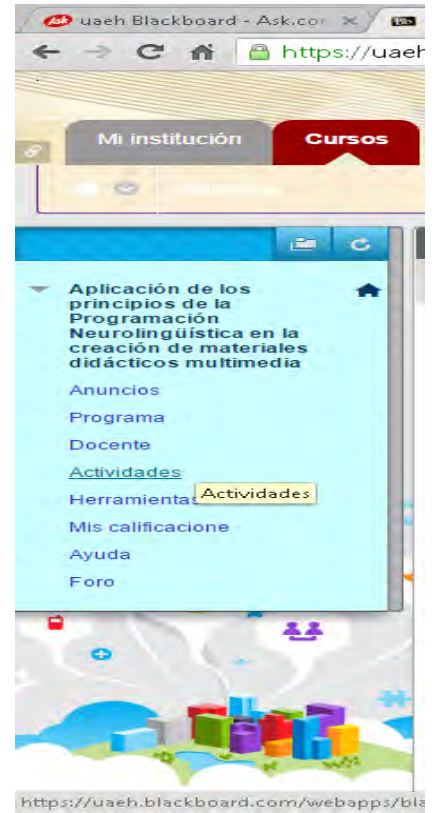 uaeh Blackboard - Ask.co
https://uaeh
Mi institución Cursos
Aplicación de los
principios de la
Programación
Neurolingüística en la
creación de materiales
didácticos multimedia
Anuncios
Programa
Docente
Actividades
Herramientas
Actividades
Mis calificacione
Ayuda
Foro
https://uaeh.blackboard.com/webapps/bla